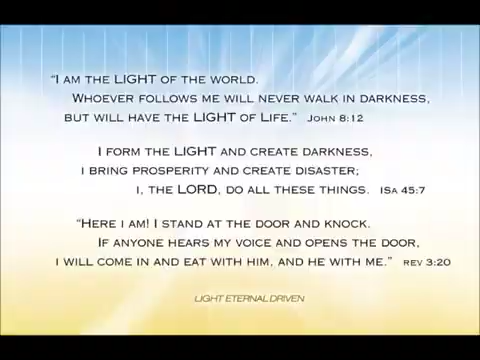 “I AM THE LIGHT OF THE WORLD.
WHOEVER FOLLOWS ME WILL NEVER WALK IN DARKNESS,
BUT WILL HAVE THE LIGHT OF LIFE.” JOHN 8:12
I FORM THE LIGHT AND CREATE DARKNESS,
I BRING PROSPERITY AND CREATE DISASTER;
I, THE LORD, DO ALL THESE THINGS. ISA 45:7
“HERE I AM! I STAND AT THE DOOR AND KNOCK.
IF ANYONE HEARS MY VOICE AND OPENS THE DOOR,
I WILL COME IN AND EAT WITH HIM, AND HE WITH ME.” REV 3:20
LIGHT ETERNAL DRIVEN